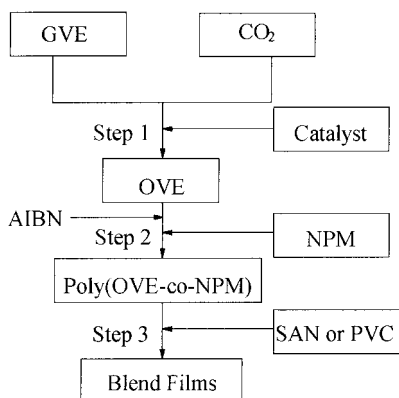 GVE
CO₂
Step 1
Catalyst
OVE
AIBN
Step 2
NPM
Poly(OVE-co-NPM)
Step 3
SAN or PVC
Blend Films